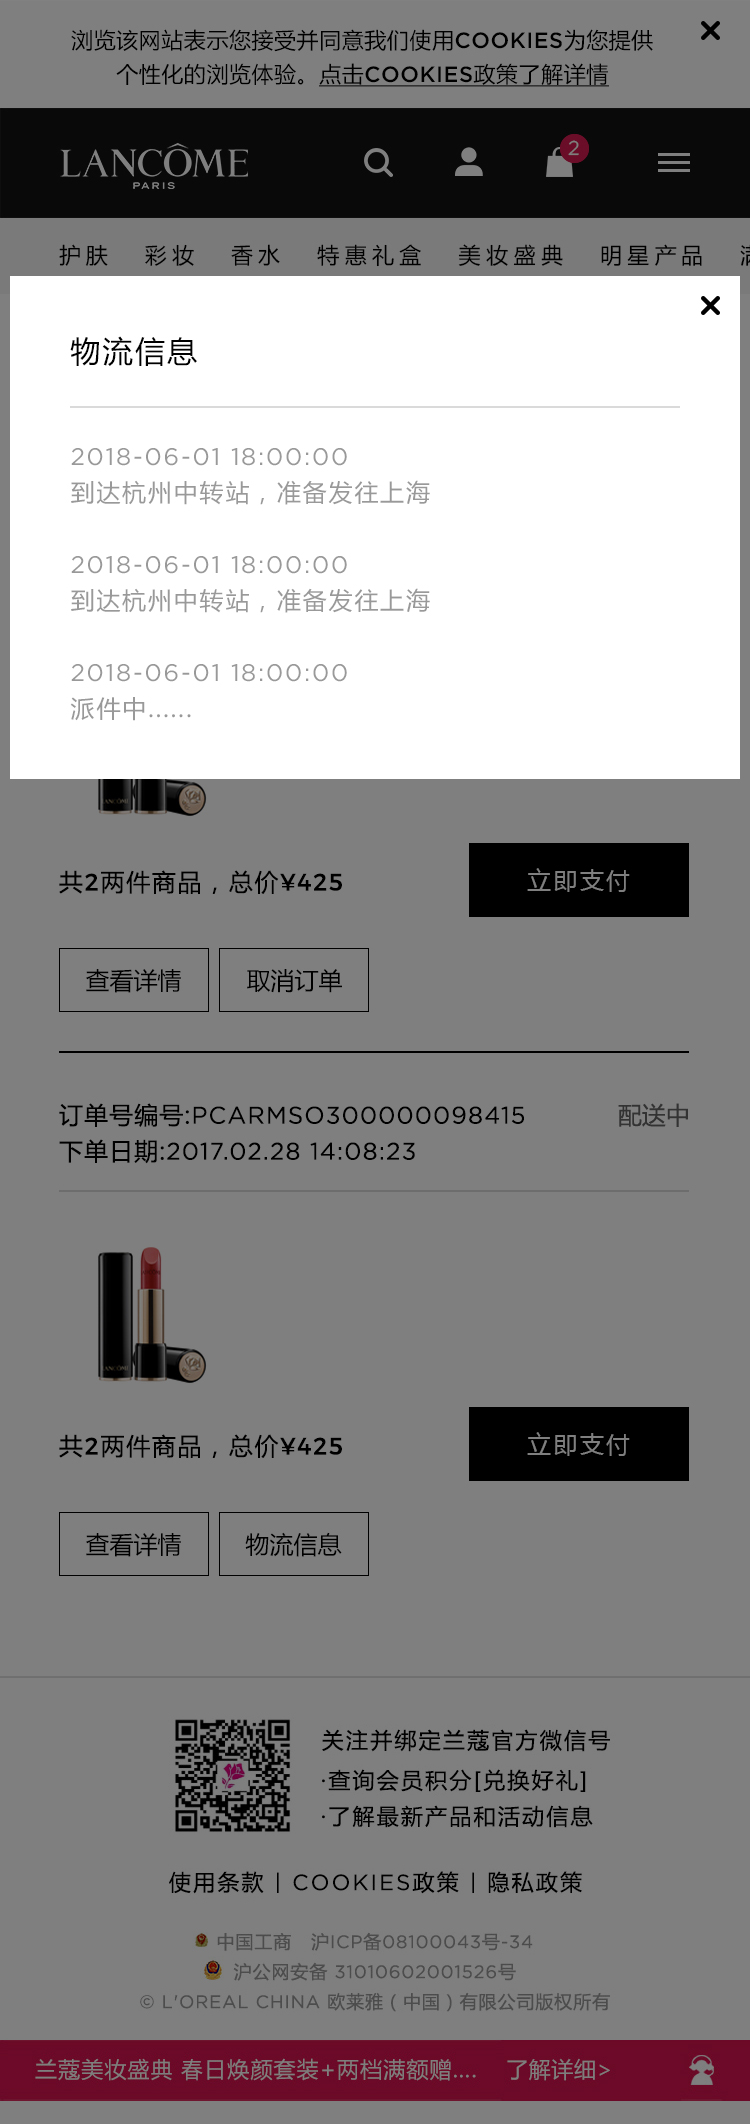 浏览该网站表示您接受并同意我们使用COOKIES为您提供
个性化的浏览体验。点击COOKIES政策了解详情
LANCÔME
PARIS
2
护肤 彩妆 香水 特惠礼盒 美妆盛典 明星产品
物流信息
2018-06-01 18:00:00
到达杭州中转站，准备发往上海
2018-06-01 18:00:00
到达杭州中转站，准备发往上海
2018-06-01 18:00:00
派件中......
LANCÔME
共2两件商品，总价¥425
立即支付
查看详情 取消订单
订单号编号:PCARMSO300000098415
配送中
下单日期:2017.02.28 14:08:23
LANCÔME
共2两件商品，总价¥425
立即支付
查看详情 物流信息
关注并绑定兰蔻官方微信号
·查询会员积分[兑换好礼]
·了解最新产品和活动信息
使用条款 | COOKIES政策 | 隐私政策
中国工商 沪ICP备08100043号-34
沪公网安备 31010602001526号
© L'OREAL CHINA 欧莱雅（中国）有限公司版权所有
兰蔻美妆盛典 春日焕颜套装+两档满额赠.... 了解详细>